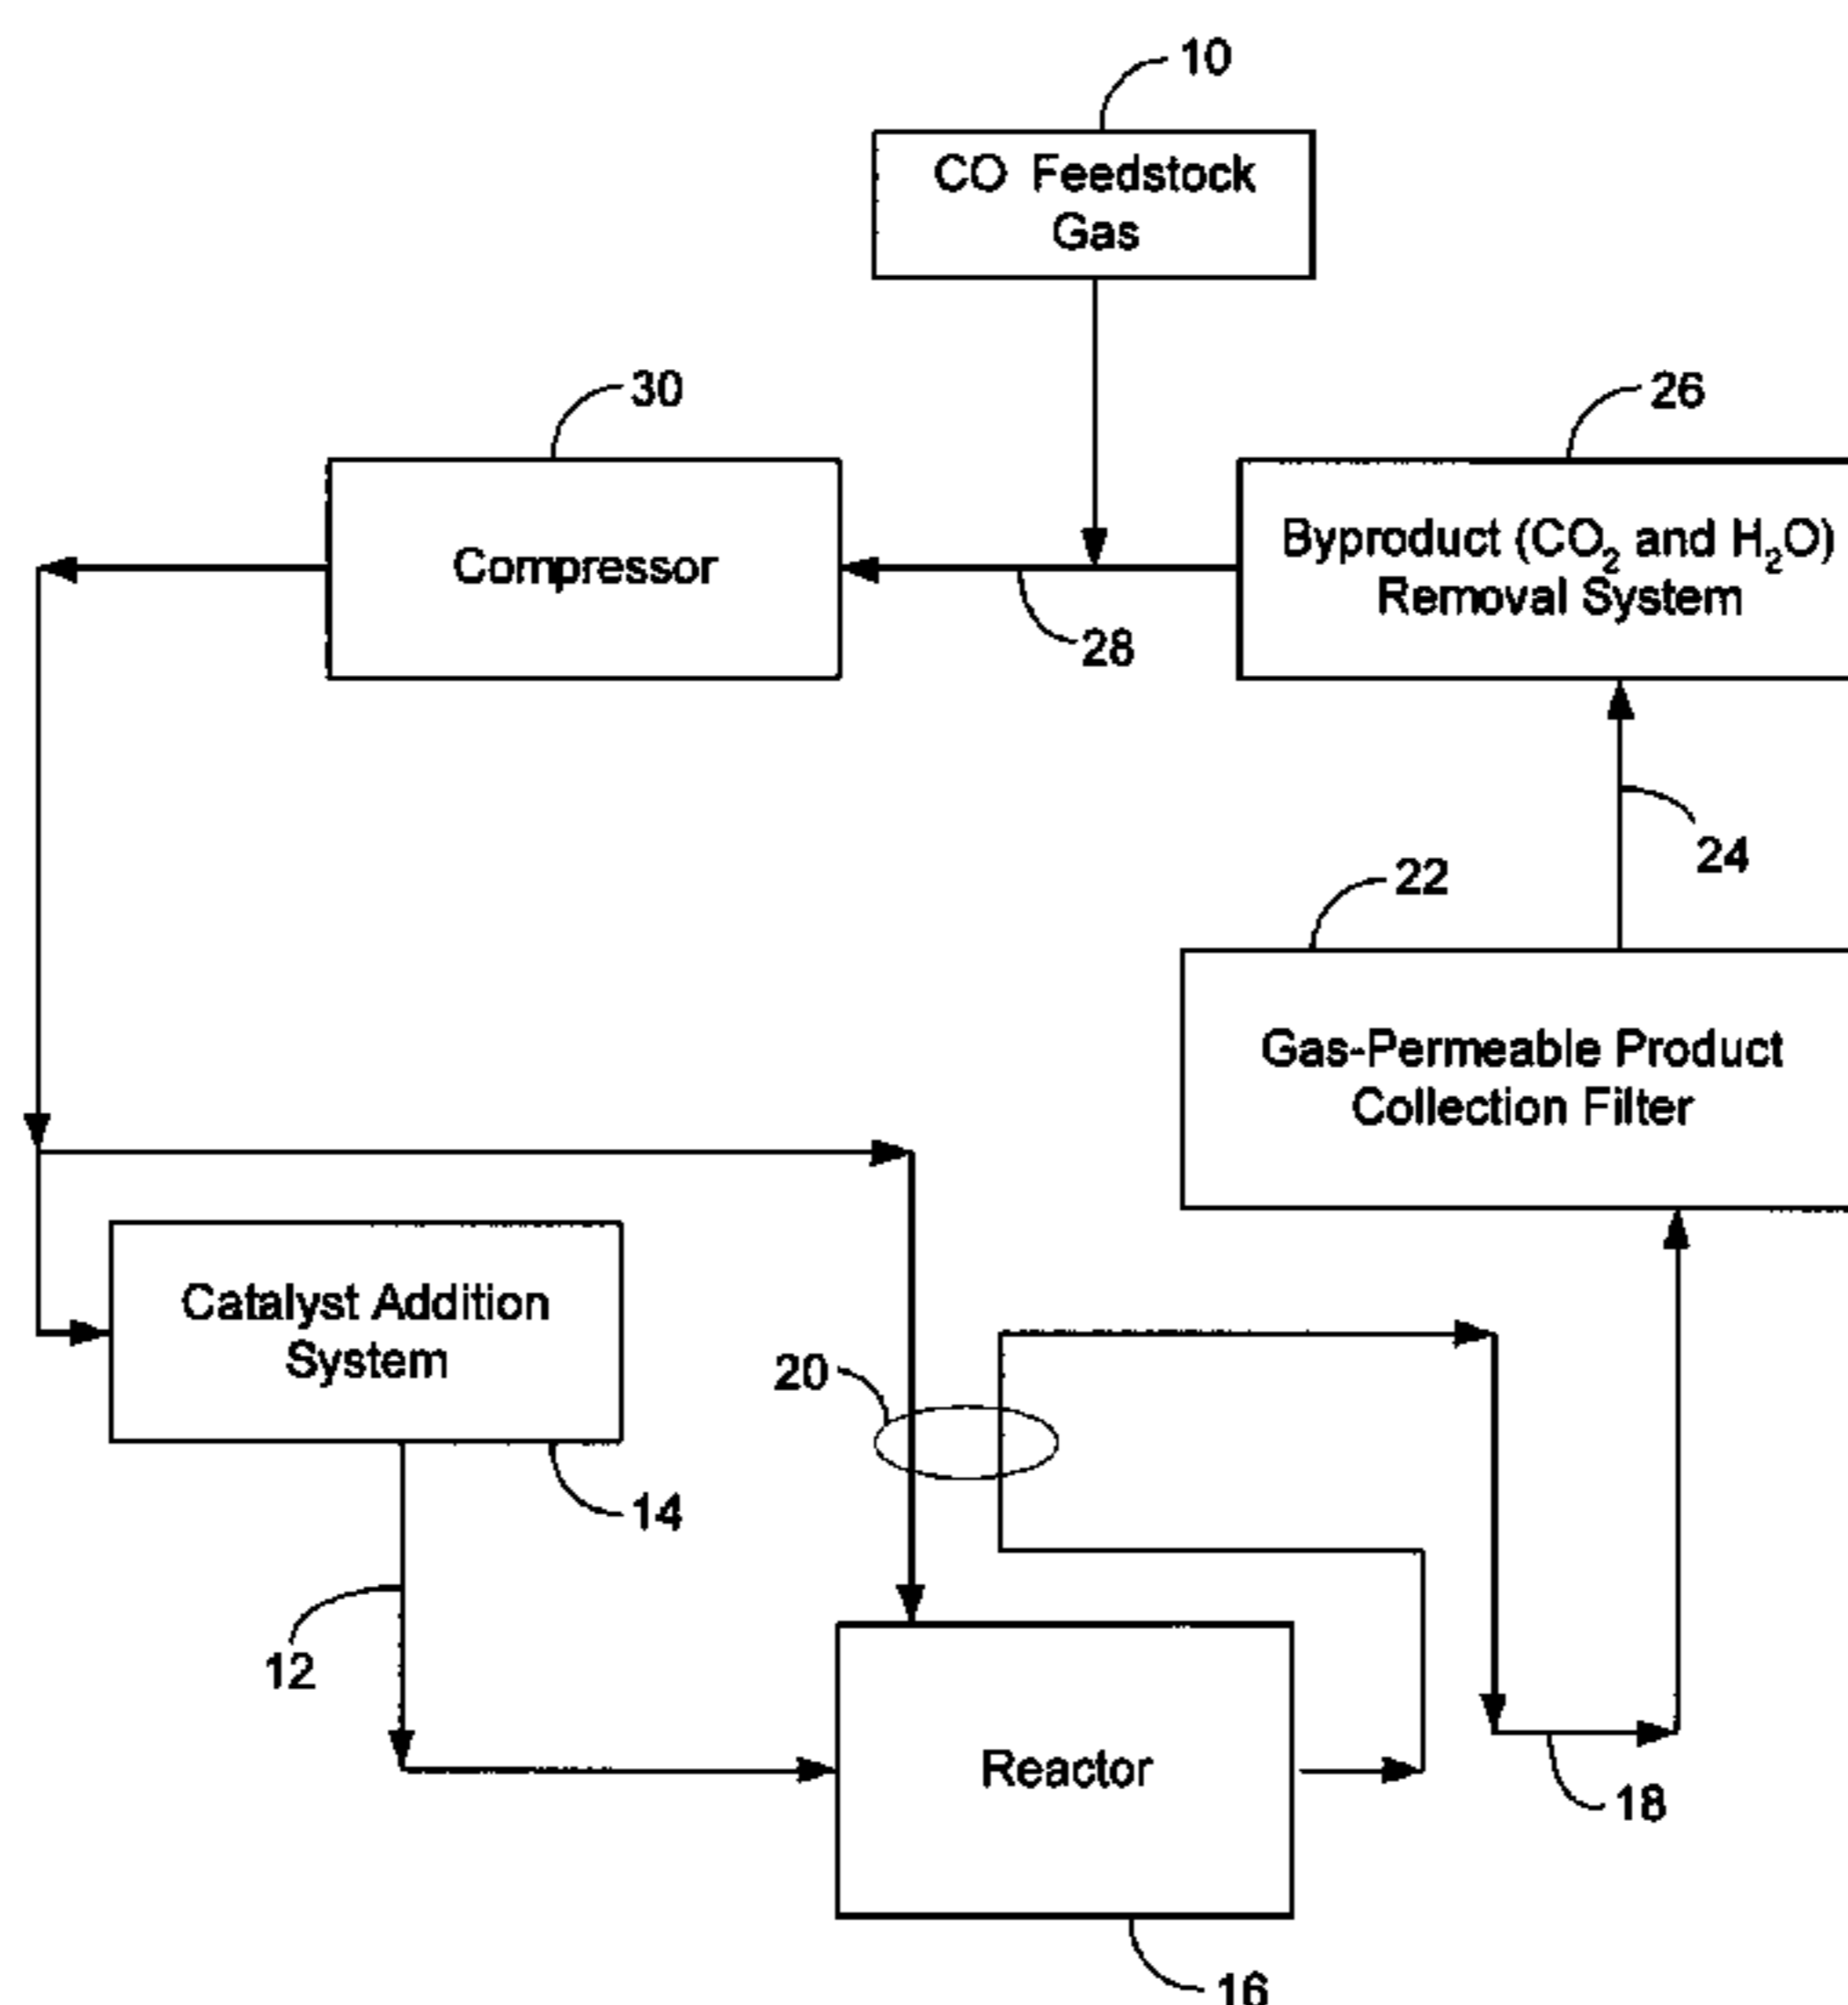 10
CO Feedstock
Gas
30
26
Compressor
Byproduct (CO₂ and H₂O)
Removal System
28
24
22
Gas-Permeable Product
Collection Filter
Catalyst Addition
System
20
14
12
Reactor
18
16